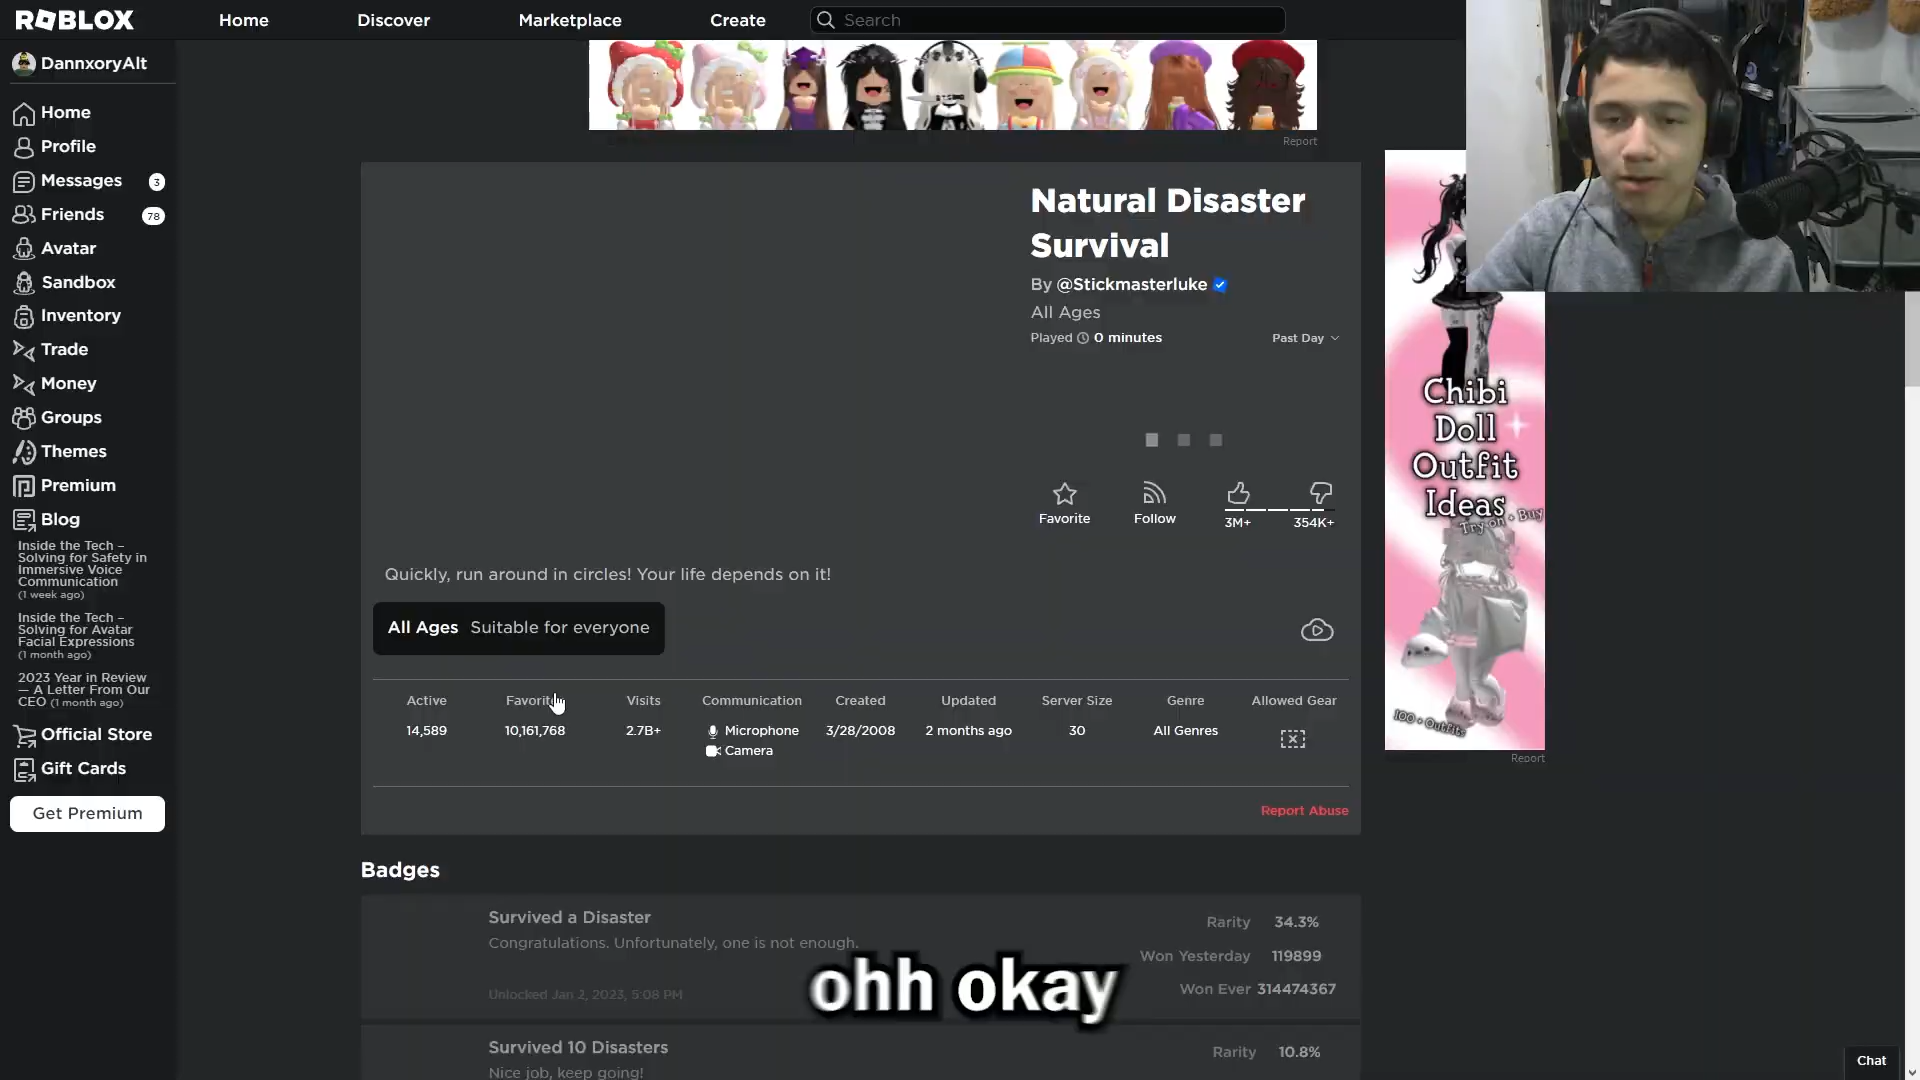 ROBLOX
Home
Discover
Marketplace
Create
Search
DannxoryAlt
Home
Profile
Messages
3
Friends
78
Avatar
Sandbox
Inventory
Trade
Money
Groups
Themes
Premium
Blog
Inside the Tech –
Solving for Safety in
Immersive Voice
Communication
(1 week ago)
Inside the Tech –
Solving for Avatar
Facial Expressions
(1 month ago)
2023 Year in Review
— A Letter From Our
CEO (1 month ago)
Official Store
Gift Cards
Get Premium
Report
Natural Disaster
Survival
By @Stickmasterluke
All Ages
Played 0 minutes
Past Day
Favorite
Follow
3M+
354K+
Quickly, run around in circles! Your life depends on it!
All Ages Suitable for everyone
Active
14,589
10,161,768
Visits
2.7B+
Communication
Microphone
Camera
Created
3/28/2008
Updated
2 months ago
Server Size
30
Genre
All Genres
Allowed Gear
Report Abuse
Badges
Survived a Disaster
Congratulations. Unfortunately, one is not enough.
Unlocked Jan 2, 2023, 5:08 PM
Rarity 34.3%
Won Yesterday 119899
Won Ever 314474367
ohh okay
Survived 10 Disasters
Nice job, keep going!
Rarity 10.8%
Chibi
Doll
Outfit
Ideas
Try on + Buy
100 + Outfits
Report
Chat